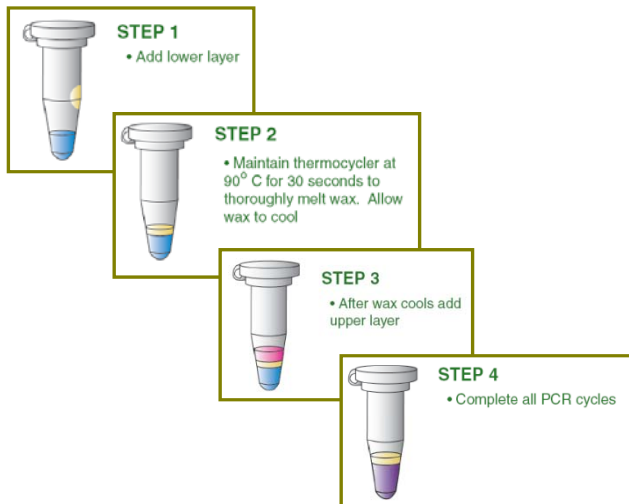 STEP 1
• Add lower layer
STEP 2
• Maintain thermocycler at
90° C for 30 seconds to
thoroughly melt wax. Allow
wax to cool
STEP 3
• After wax cools add
upper layer
STEP 4
• Complete all PCR cycles